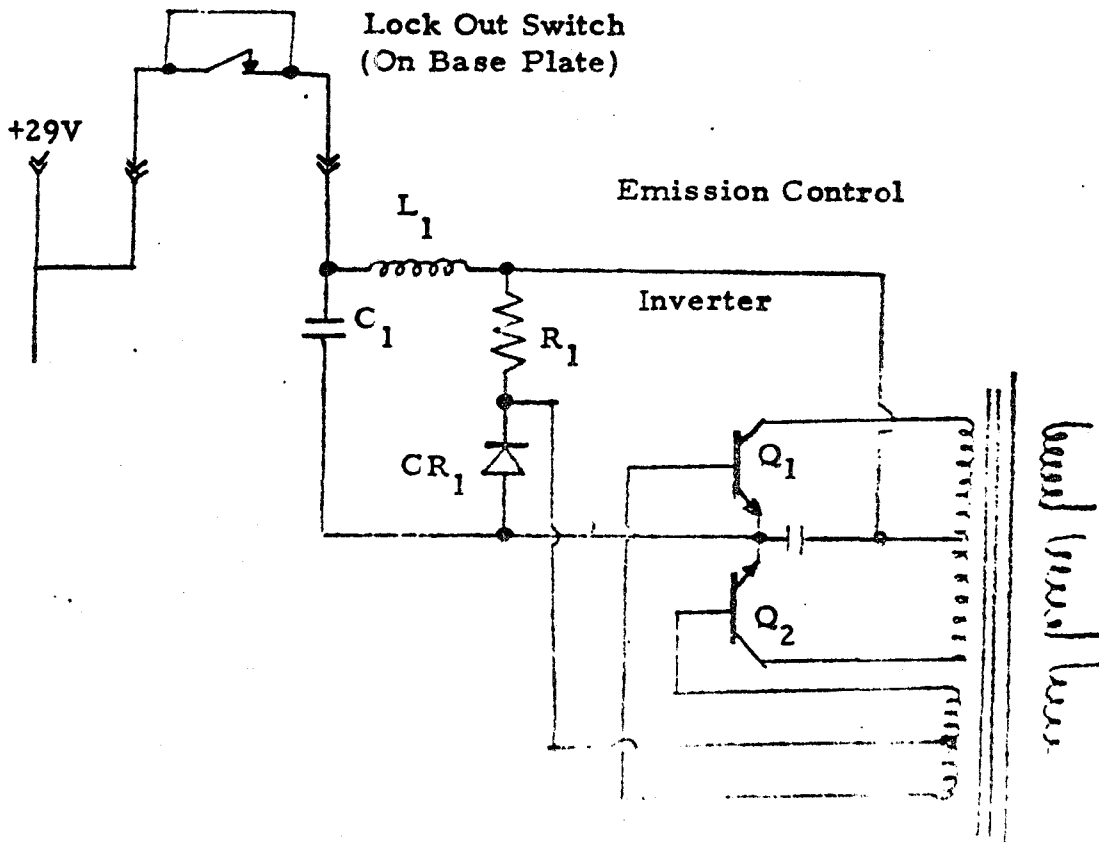 Lock Out Switch
(On Base Plate)
+29V
Emission Control
L1
Inverter
C1
R1
CR1
Q1
Q2